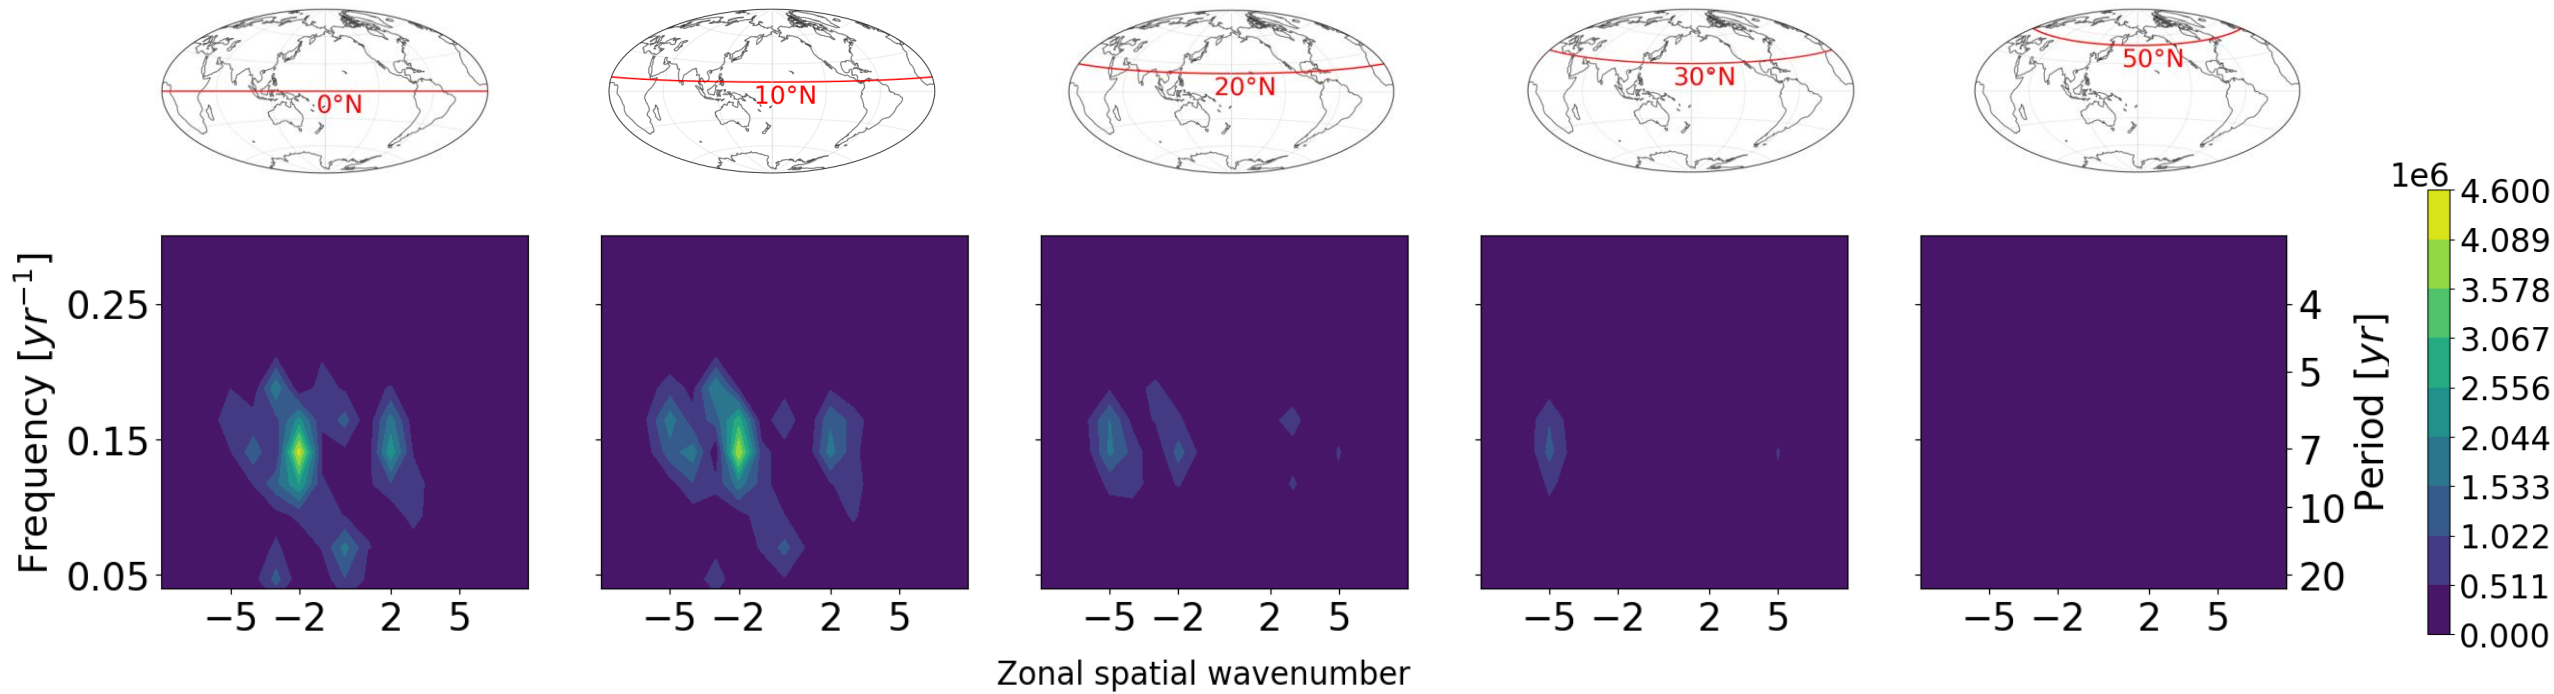 0°N
10°N
20°N
30°N
50°N
1e6
4.600
4.089
3.578
3.067
2.556
2.044
1.533
1.022
0.511
0.000
Frequency [yr⁻¹]
0.25
0.15
0.05
4
5
7
10
20
Period [yr]
−5 −2 2 5
−5 −2 2 5
−5 −2 2 5
−5 −2 2 5
−5 −2 2 5
Zonal spatial wavenumber